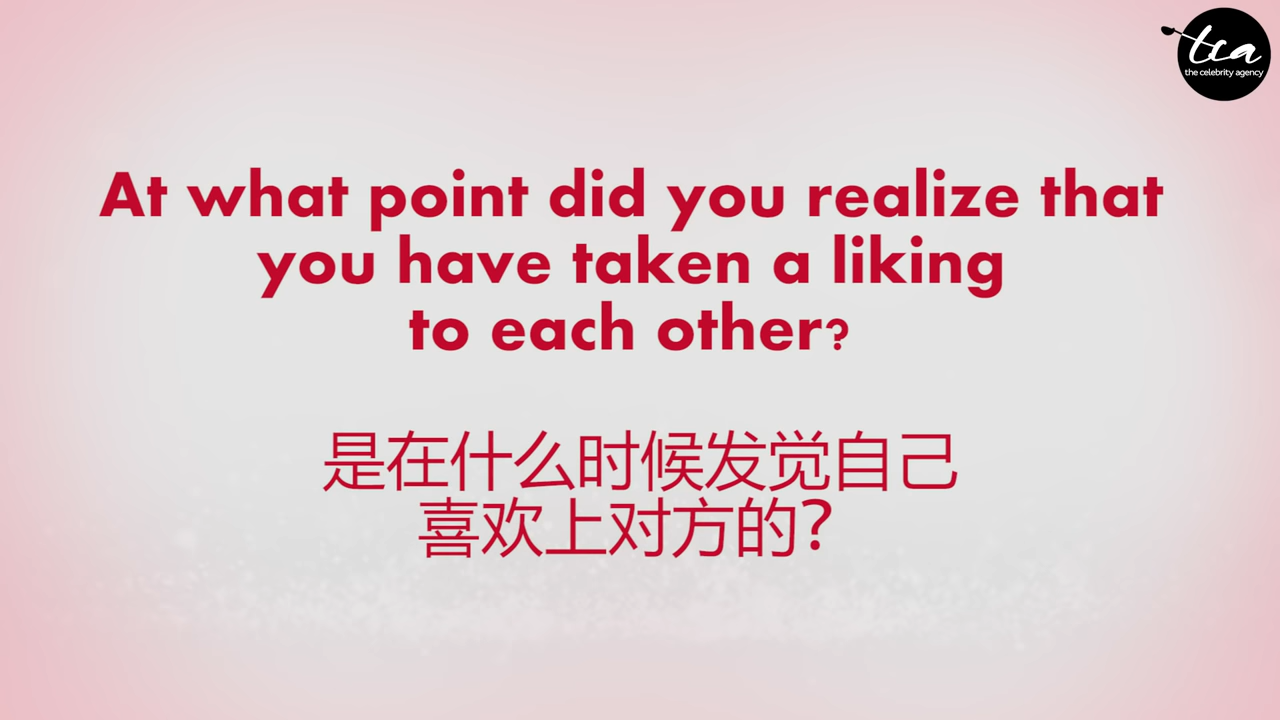 tca
the celebrity agency
At what point did you realize that
you have taken a liking
to each other?
是在什么时候发觉自己
喜欢上对方的?